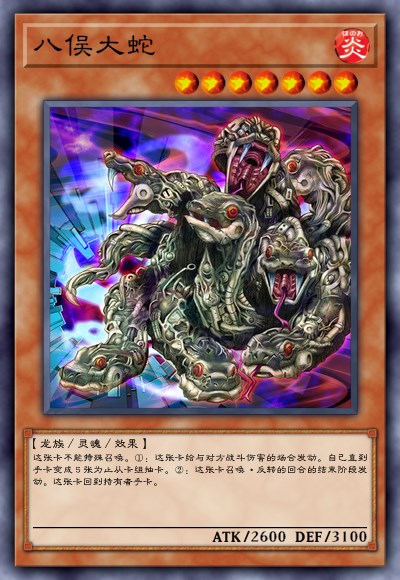 八俣大蛇
ほのお
炎
【龙族／灵魂／效果】
这张卡不能特殊召唤。①：这张卡给与对方战斗伤害的场合发动。自己直到
手卡变成５张为止从卡组抽卡。②：这张卡召唤・反转的回合的结束阶段发
动。这张卡回到持有者手卡。
ATK/2600 DEF/3100